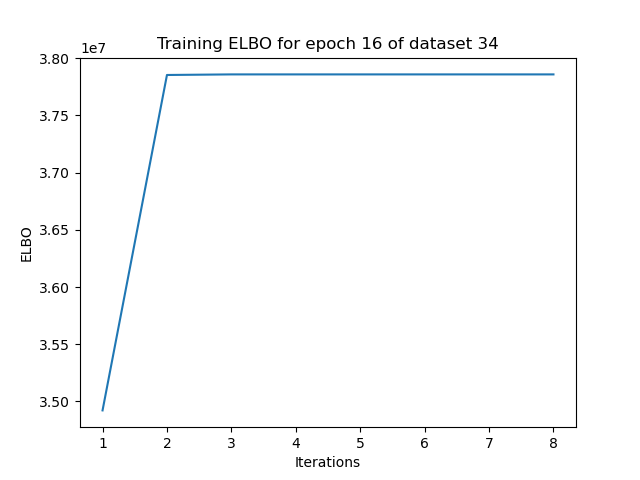 Training ELBO for epoch 16 of dataset 34
1e7
3.80
3.75
3.70
3.65
3.60
3.55
3.50
ELBO
1 2 3 4 5 6 7 8
Iterations